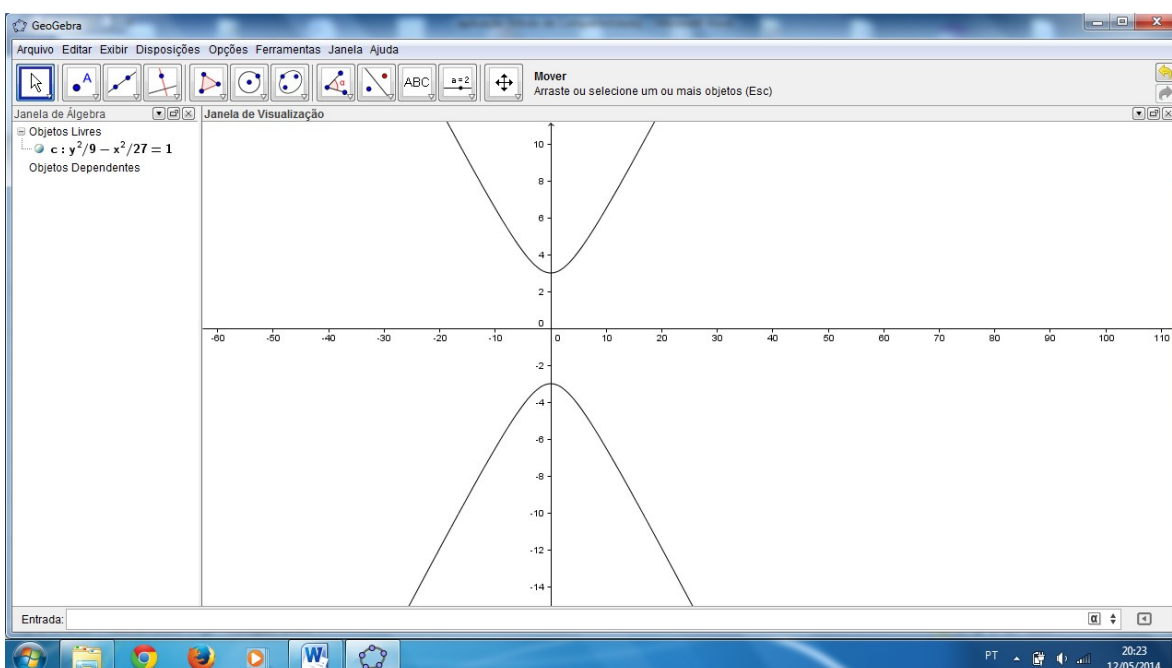 GeoGebra
Arquivo Editar Exibir Disposições Opções Ferramentas Janela Ajuda
A
α
ABC
a=2
Mover
Arraste ou selecione um ou mais objetos (Esc)
Janela de Álgebra
Janela de Visualização
Objetos Livres
c : y²/9 − x²/27 = 1
Objetos Dependentes
10
8
6
4
2
0
-60 -50 -40 -30 -20 -10 0 10 20 30 40 50 60 70 80 90 100 110
-2
-4
-6
-8
-10
-12
-14
Entrada:
α
W
PT
20:23
12/05/2014